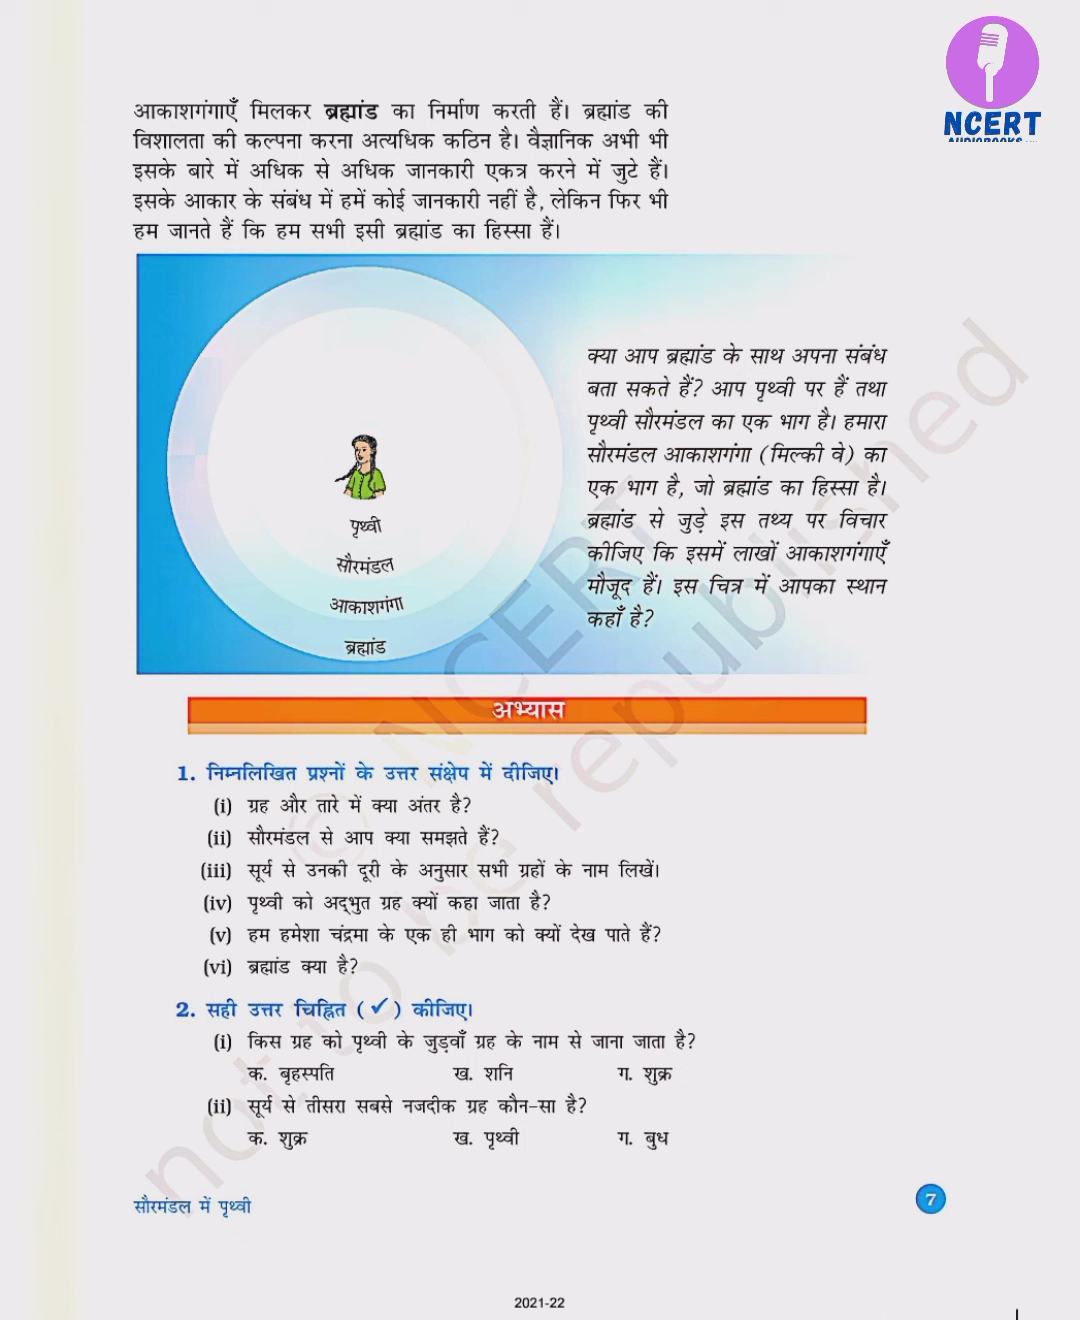 NCERT
आकाशगंगाएँ मिलकर ब्रह्मांड का निर्माण करती हैं। ब्रह्मांड की
विशालता की कल्पना करना अत्यधिक कठिन है। वैज्ञानिक अभी भी
इसके बारे में अधिक से अधिक जानकारी एकत्र करने में जुटे हैं।
इसके आकार के संबंध में हमें कोई जानकारी नहीं है, लेकिन फिर भी
हम जानते हैं कि हम सभी इसी ब्रह्मांड का हिस्सा हैं।
पृथ्वी
सौरमंडल
आकाशगंगा
ब्रह्मांड
क्या आप ब्रह्मांड के साथ अपना संबंध
बता सकते हैं? आप पृथ्वी पर हैं तथा
पृथ्वी सौरमंडल का एक भाग है। हमारा
सौरमंडल आकाशगंगा (मिल्की वे) का
एक भाग है, जो ब्रह्मांड का हिस्सा है।
ब्रह्मांड से जुड़े इस तथ्य पर विचार
कीजिए कि इसमें लाखों आकाशगंगाएँ
मौजूद हैं। इस चित्र में आपका स्थान
कहाँ है?
अभ्यास
1. निम्नलिखित प्रश्नों के उत्तर संक्षेप में दीजिए।
(i) ग्रह और तारे में क्या अंतर है?
(ii) सौरमंडल से आप क्या समझते हैं?
(iii) सूर्य से उनकी दूरी के अनुसार सभी ग्रहों के नाम लिखें।
(iv) पृथ्वी को अद्‌भुत ग्रह क्यों कहा जाता है?
(v) हम हमेशा चंद्रमा के एक ही भाग को क्यों देख पाते हैं?
(vi) ब्रह्मांड क्या है?
2. सही उत्तर चिह्नित (✓) कीजिए।
(i) किस ग्रह को पृथ्वी के जुड़वाँ ग्रह के नाम से जाना जाता है?
क. बृहस्पति ख. शनि ग. शुक्र
(ii) सूर्य से तीसरा सबसे नजदीक ग्रह कौन-सा है?
क. शुक्र ख. पृथ्वी ग. बुध
सौरमंडल में पृथ्वी
7
2021-22
© NCERT
not to be republished